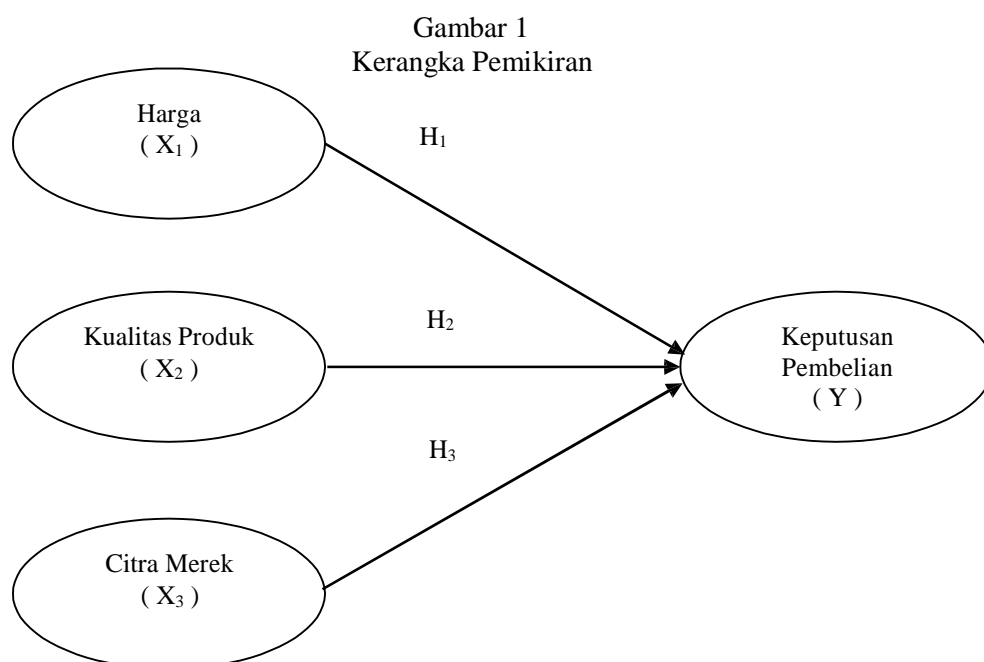 Gambar 1
Kerangka Pemikiran
Harga
( X₁ )
H₁
Kualitas Produk
( X₂ )
H₂
Keputusan
Pembelian
( Y )
H₃
Citra Merek
( X₃ )